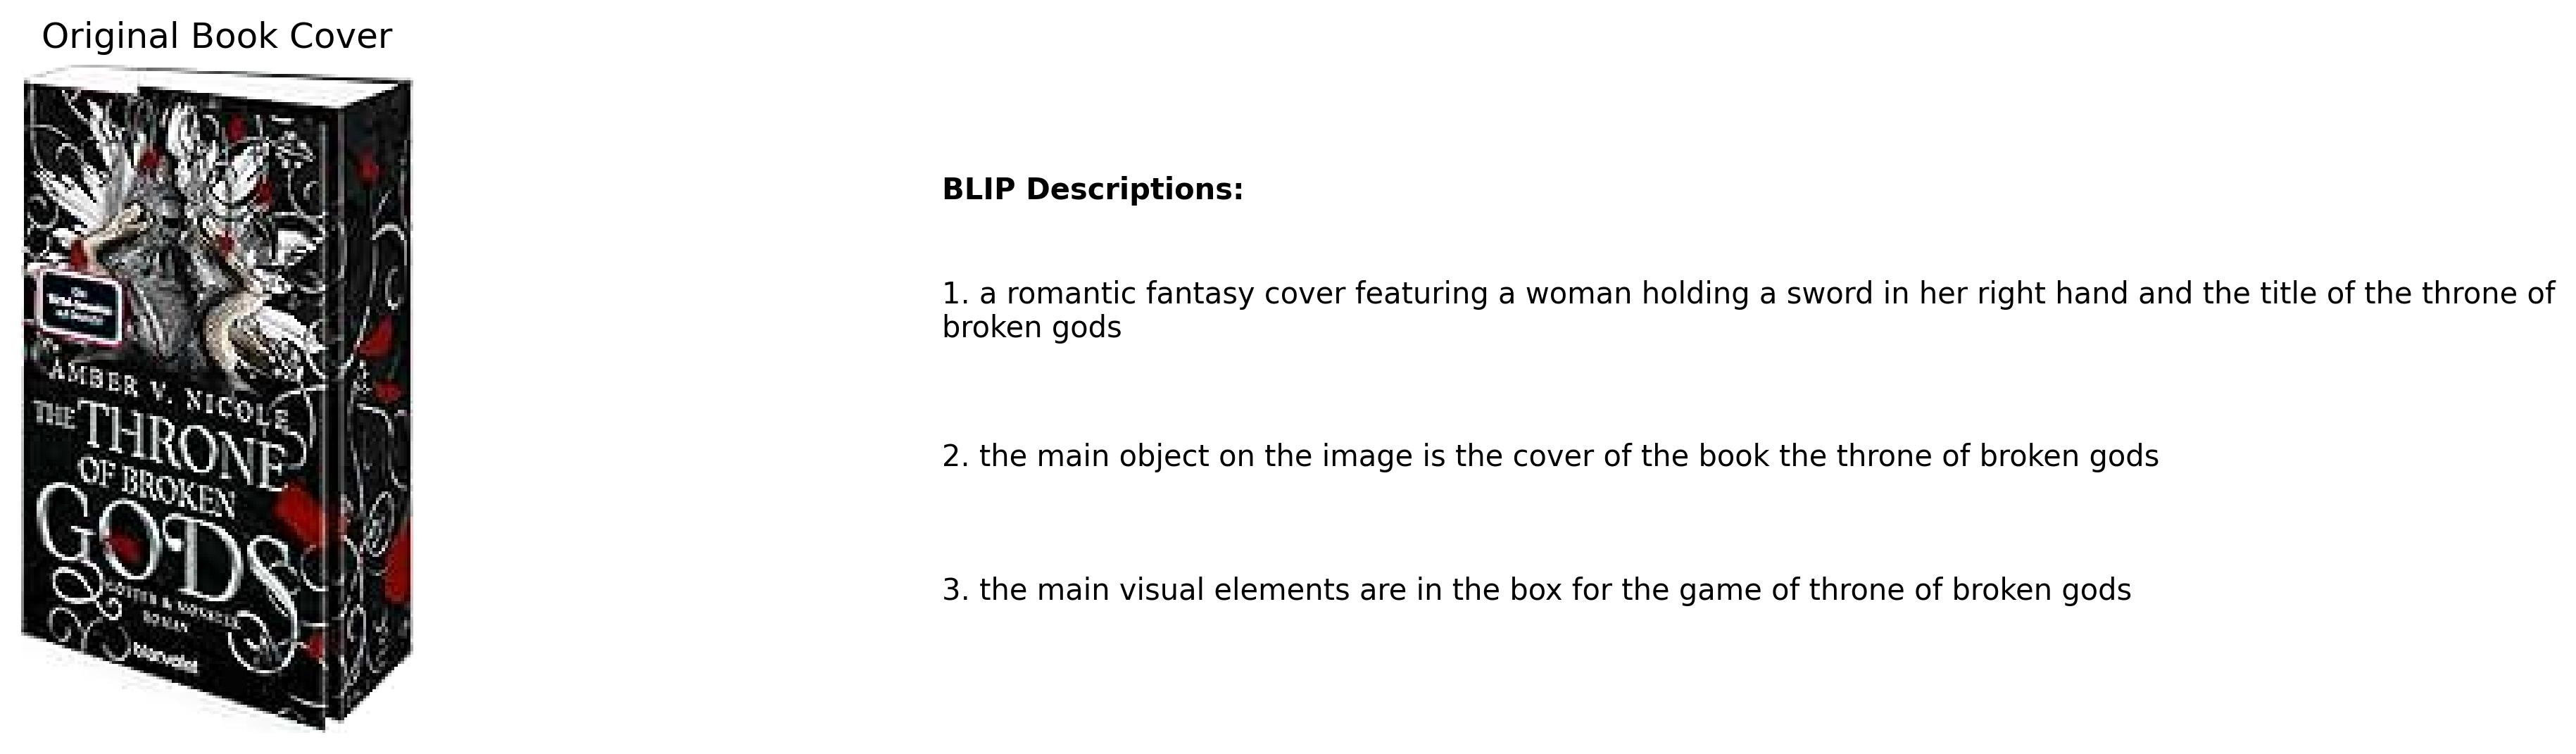 Original Book Cover
AMBER V. NICOLE
THE THRONE
OF BROKEN
GODS
ROMAN
blanvalet
BLIP Descriptions:
1. a romantic fantasy cover featuring a woman holding a sword in her right hand and the title of the throne of
broken gods
2. the main object on the image is the cover of the book the throne of broken gods
3. the main visual elements are in the box for the game of throne of broken gods